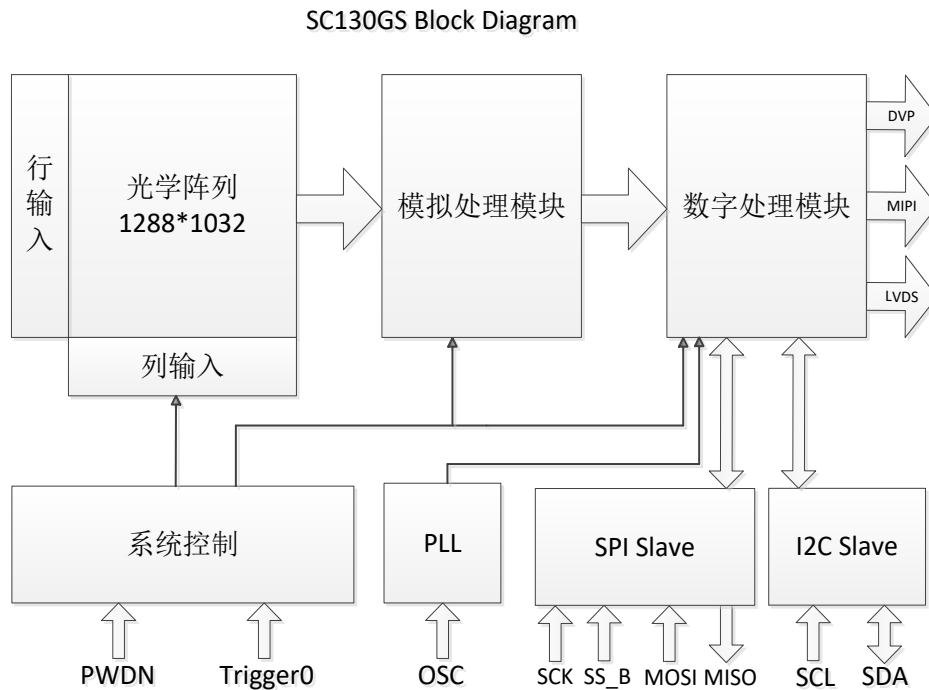 SC130GS Block Diagram
行输入
光学阵列
1288*1032
模拟处理模块
数字处理模块
DVP
MIPI
LVDS
列输入
系统控制
PLL
SPI Slave
I2C Slave
PWDN
Trigger0
OSC
SCK
SS_B
MOSI
MISO
SCL
SDA